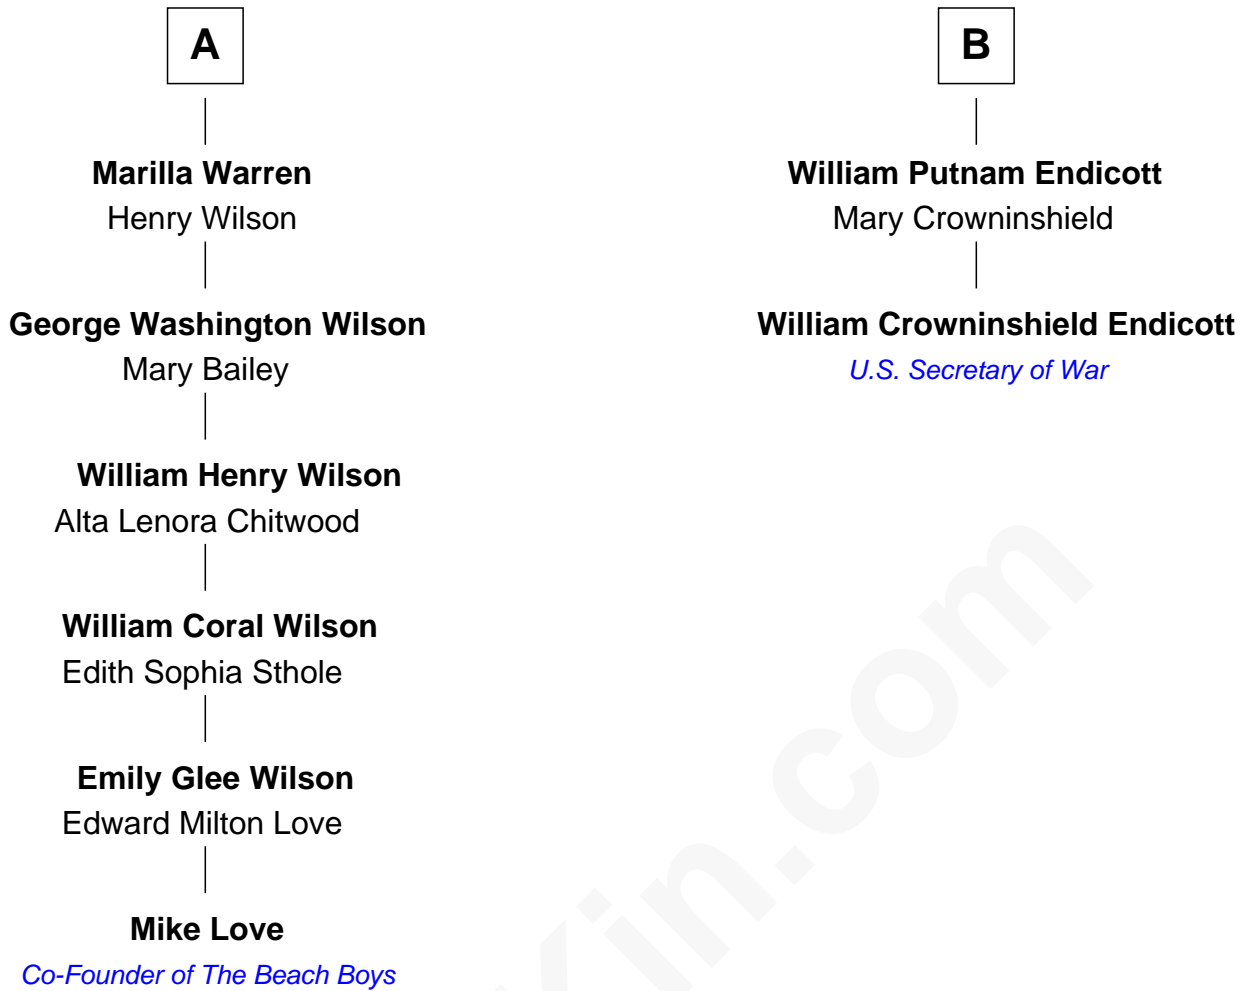 A
Marilla Warren
Henry Wilson
George Washington Wilson
Mary Bailey
William Henry Wilson
Alta Lenora Chitwood
William Coral Wilson
Edith Sophia Sthole
Emily Glee Wilson
Edward Milton Love
Mike Love
Co-Founder of The Beach Boys
B
William Putnam Endicott
Mary Crowninshield
William Crowninshield Endicott
U.S. Secretary of War
Kin.com